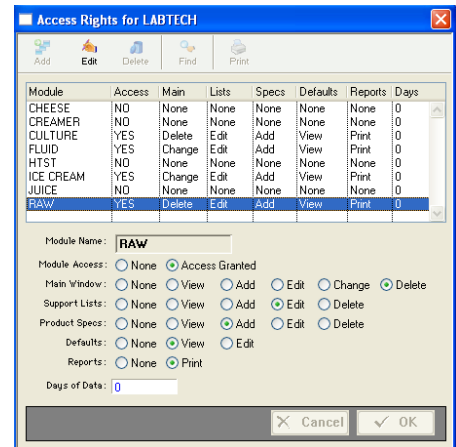 Access Rights for LABTECH
Add Edit Delete Find Print
Module Access Main Lists Specs Defaults Reports Days
CHEESE NO None None None None None 0
CREAMER NO None None None None None 0
CULTURE YES Delete Edit Add View Print 0
FLUID YES Change Edit Add View Print 0
HTST NO None None None None None 0
ICE CREAM YES Change Edit Add View Print 0
JUICE NO None None None None None 0
RAW YES Delete Edit Add View Print 0
Module Name: RAW
Module Access: None Access Granted
Main Window: None View Add Edit Change Delete
Support Lists: None View Add Edit Delete
Product Specs: None View Add Edit Delete
Defaults: None View Edit
Reports: None Print
Days of Data: 0
Cancel OK